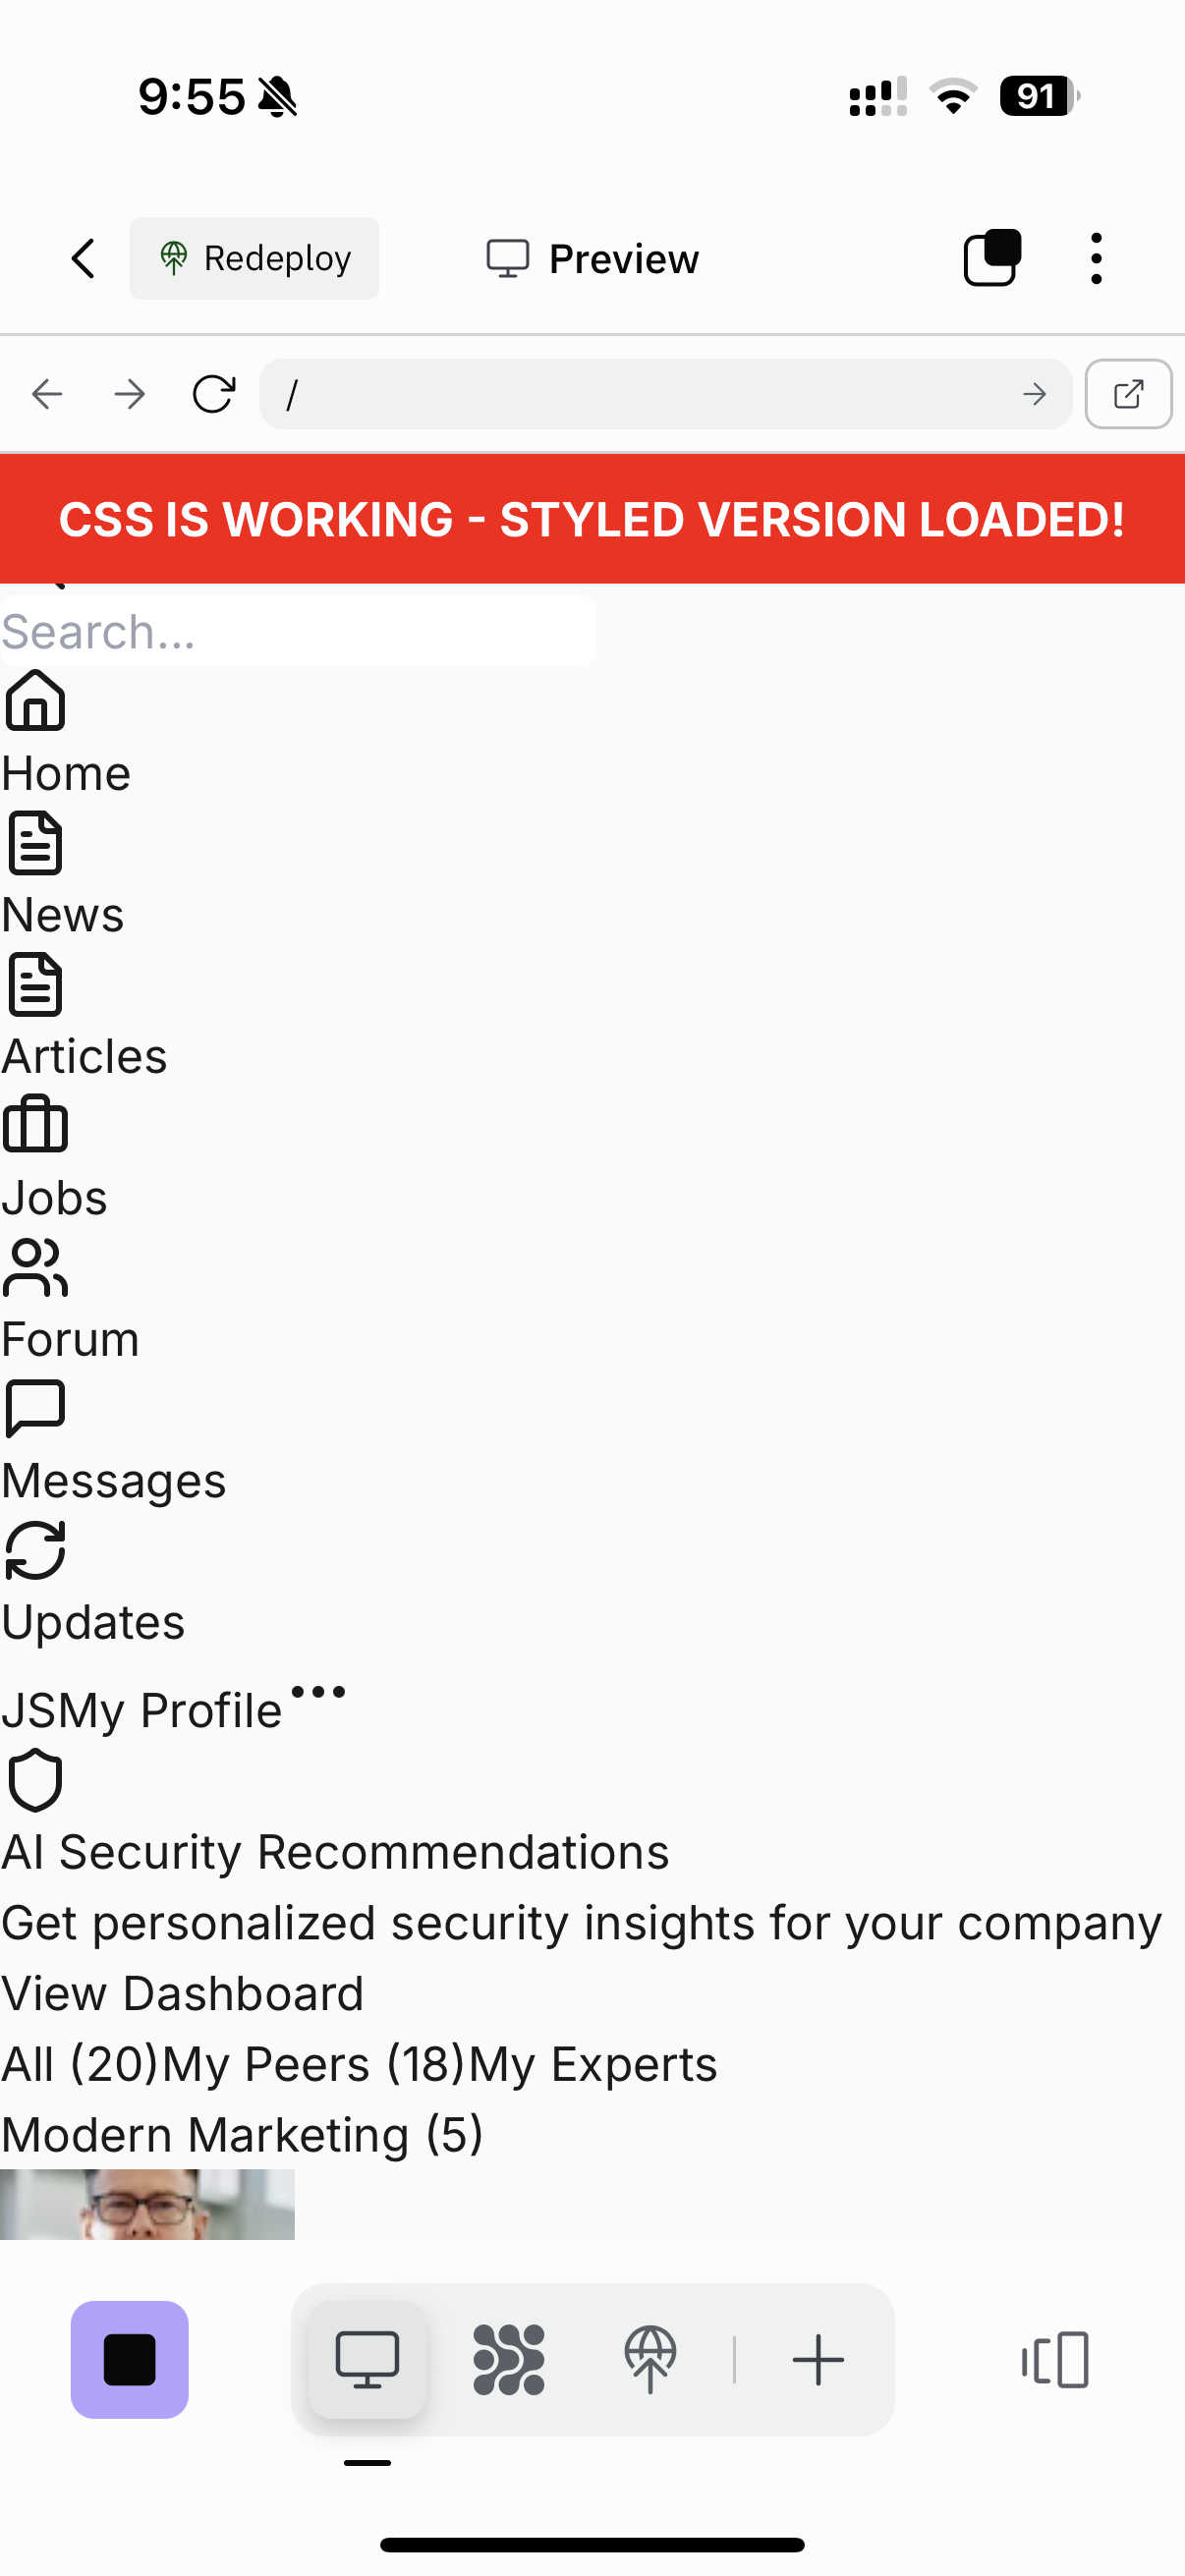 9:55
91
Redeploy
Preview
/
CSS IS WORKING - STYLED VERSION LOADED!
Search...
Home
News
Articles
Jobs
Forum
Messages
Updates
JSMy Profile
AI Security Recommendations
Get personalized security insights for your company
View Dashboard
All (20)My Peers (18)My Experts
Modern Marketing (5)